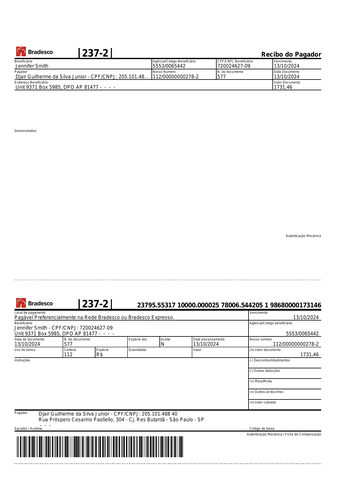 Bradesco 237-2 Recibo do Pagador
Beneficiário Agência/Código Beneficiário CPF/CNPJ Beneficiário Vencimento
Jennifer Smith 5553/0065442 720024627-09 13/10/2024
Pagador Nosso Número N. do documento Data Documento
Djair Guilherme da Silva Junior - CPF/CNPJ: 205.101.48... 112/00000000278-2 577 13/10/2024
Endereço Beneficiário Valor Documento
Unit 9371 Box 5985, DPO AP 81477 - - - - 1731,46
Demonstrativo
Autenticação Mecânica
Bradesco 237-2 23795.55317 10000.000025 78006.544205 1 98680000173146
Local de pagamento Vencimento
Pagável Preferencialmente na Rede Bradesco ou Bradesco Expresso. 13/10/2024
Beneficiário Agência/Código beneficiário
Jennifer Smith - CPF/CNPJ: 720024627-09
Unit 9371 Box 5985, DPO AP 81477 - - - - 5553/0065442
Data do documento N. do documento Espécie doc Aceite Data processamento Nosso número
13/10/2024 577 N 13/10/2024 112/00000000278-2
Uso do banco Carteira Espécie Quantidade Valor (=) Valor documento
112 R$ 1731,46
Instruções (-) Descontos/Abatimentos
(-) Outras deduções
(+) Mora/Multa
(+) Outros acréscimos
(=) Valor cobrado
Pagador Djair Guilherme da Silva Junior - CPF/CNPJ: 205.101.488 40
Rua Próspero Cesarino Paoliello, 304 - Cj. Res Butantã - São Paulo - SP
- - -
Sacador / Avalista Código de baixa
Autenticação Mecânica / Ficha de Compensação